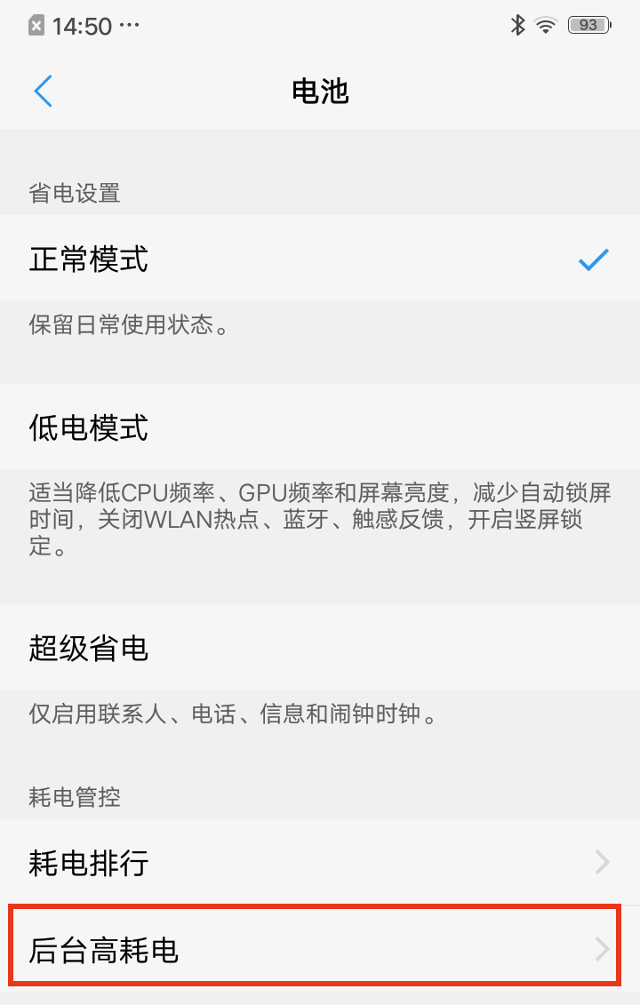 14:50 ···
93
电池
省电设置
正常模式
保留日常使用状态。
低电模式
适当降低CPU频率、GPU频率和屏幕亮度，减少自动锁屏
时间，关闭WLAN热点、蓝牙、触感反馈，开启竖屏锁
定。
超级省电
仅启用联系人、电话、信息和闹钟时钟。
耗电管控
耗电排行
后台高耗电